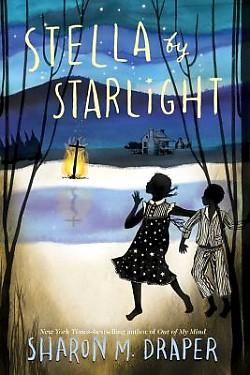 STELLA by
STARLIGHT
New York Times–bestselling author of Out of My Mind
SHARON M. DRAPER